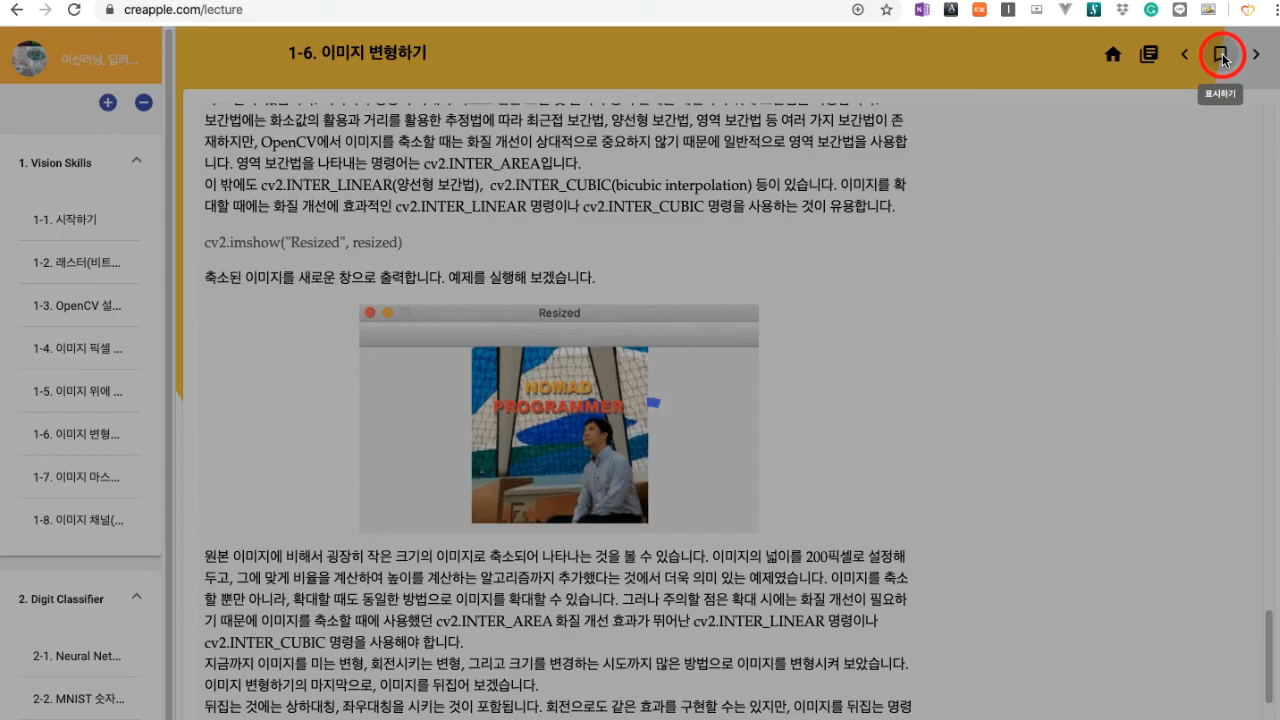 creapple.com/lecture
머신러닝, 딥러...
1-6. 이미지 변형하기
표시하기
1. Vision Skills
1-1. 시작하기
1-2. 래스터(비트...
1-3. OpenCV 설...
1-4. 이미지 픽셀 ...
1-5. 이미지 위에 ...
1-6. 이미지 변형...
1-7. 이미지 마스...
1-8. 이미지 채널(...
2. Digit Classifier
2-1. Neural Net...
2-2. MNIST 숫자...
보간법에는 화소값의 활용과 거리를 활용한 추정법에 따라 최근접 보간법, 양선형 보간법, 영역 보간법 등 여러 가지 보간법이 존
재하지만, OpenCV에서 이미지를 축소할 때는 화질 개선이 상대적으로 중요하지 않기 때문에 일반적으로 영역 보간법을 사용합
니다. 영역 보간법을 나타내는 명령어는 cv2.INTER_AREA입니다.
이 밖에도 cv2.INTER_LINEAR(양선형 보간법), cv2.INTER_CUBIC(bicubic interpolation) 등이 있습니다. 이미지를 확
대할 때에는 화질 개선에 효과적인 cv2.INTER_LINEAR 명령이나 cv2.INTER_CUBIC 명령을 사용하는 것이 유용합니다.
cv2.imshow("Resized", resized)
축소된 이미지를 새로운 창으로 출력합니다. 예제를 실행해 보겠습니다.
Resized
NOMAD
PROGRAMMER
원본 이미지에 비해서 굉장히 작은 크기의 이미지로 축소되어 나타나는 것을 볼 수 있습니다. 이미지의 넓이를 200픽셀로 설정해
두고, 그에 맞게 비율을 계산하여 높이를 계산하는 알고리즘까지 추가했다는 것에서 더욱 의미 있는 예제였습니다. 이미지를 축소
할 뿐만 아니라, 확대할 때도 동일한 방법으로 이미지를 확대할 수 있습니다. 그러나 주의할 점은 확대 시에는 화질 개선이 필요하
기 때문에 이미지를 축소할 때에 사용했던 cv2.INTER_AREA 화질 개선 효과가 뛰어난 cv2.INTER_LINEAR 명령이나
cv2.INTER_CUBIC 명령을 사용해야 합니다.
지금까지 이미지를 미는 변형, 회전시키는 변형, 그리고 크기를 변경하는 시도까지 많은 방법으로 이미지를 변형시켜 보았습니다.
이미지 변형하기의 마지막으로, 이미지를 뒤집어 보겠습니다.
뒤집는 것에는 상하대칭, 좌우대칭을 시키는 것이 포함됩니다. 회전으로도 같은 효과를 구현할 수는 있지만, 이미지를 뒤집는 명령